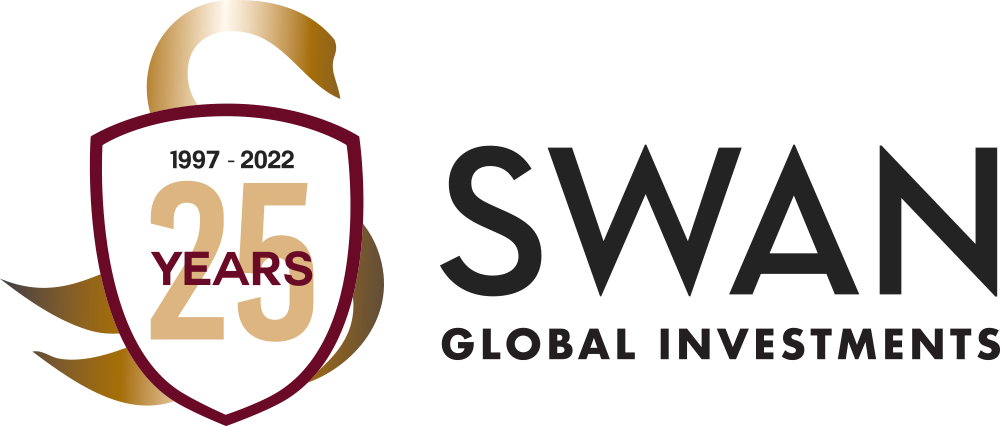 1997 - 2022
25
YEARS
SWAN
GLOBAL INVESTMENTS